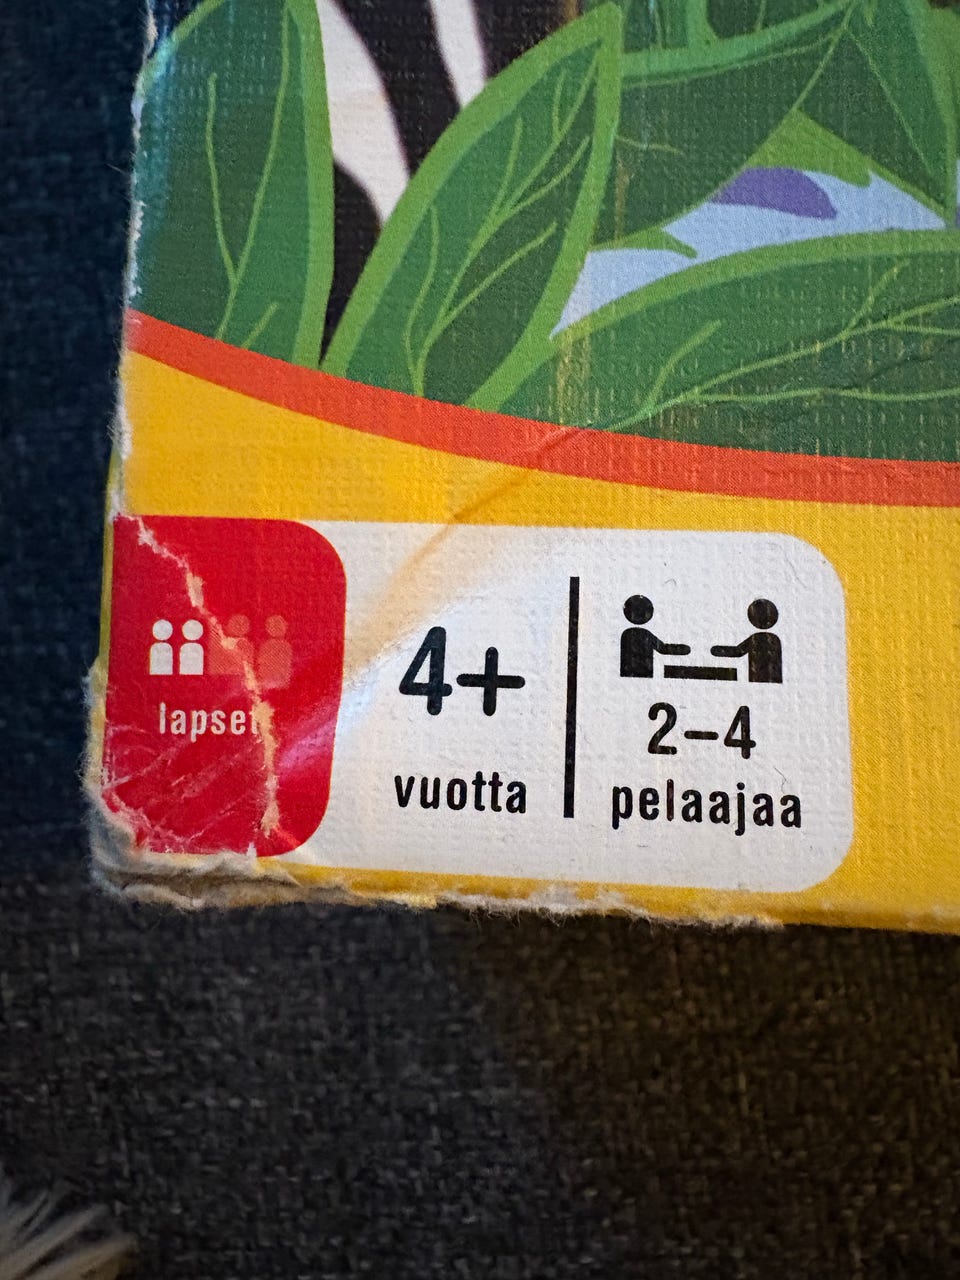 lapset
4+
vuotta
2–4
pelaajaa